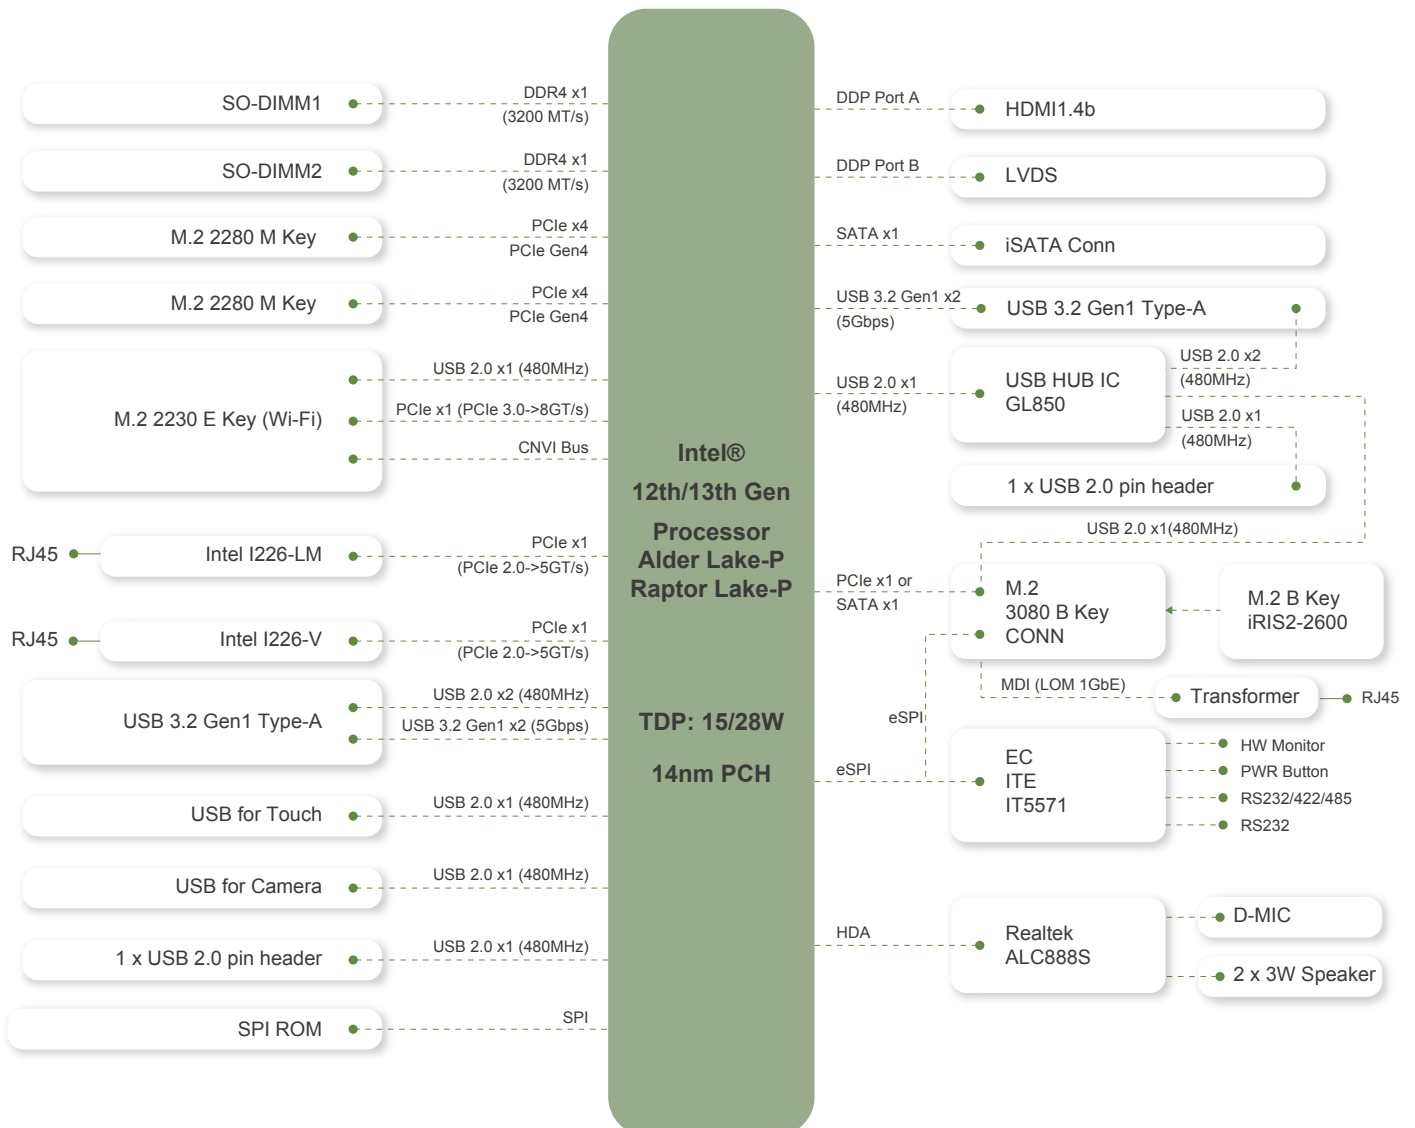 SO-DIMM1
DDR4 x1
(3200 MT/s)
SO-DIMM2
DDR4 x1
(3200 MT/s)
M.2 2280 M Key
PCIe x4
PCIe Gen4
M.2 2280 M Key
PCIe x4
PCIe Gen4
M.2 2230 E Key (Wi-Fi)
USB 2.0 x1 (480MHz)
PCIe x1 (PCIe 3.0->8GT/s)
CNVI Bus
RJ45
Intel I226-LM
PCIe x1
(PCIe 2.0->5GT/s)
RJ45
Intel I226-V
PCIe x1
(PCIe 2.0->5GT/s)
USB 3.2 Gen1 Type-A
USB 2.0 x2 (480MHz)
USB 3.2 Gen1 x2 (5Gbps)
USB for Touch
USB 2.0 x1 (480MHz)
USB for Camera
USB 2.0 x1 (480MHz)
1 x USB 2.0 pin header
USB 2.0 x1 (480MHz)
SPI ROM
SPI
Intel®
12th/13th Gen
Processor
Alder Lake-P
Raptor Lake-P
TDP: 15/28W
14nm PCH
DDP Port A
HDMI1.4b
DDP Port B
LVDS
SATA x1
iSATA Conn
USB 3.2 Gen1 x2
(5Gbps)
USB 3.2 Gen1 Type-A
USB 2.0 x1
(480MHz)
USB HUB IC
GL850
USB 2.0 x2
(480MHz)
USB 2.0 x1
(480MHz)
1 x USB 2.0 pin header
USB 2.0 x1(480MHz)
PCIe x1 or
SATA x1
M.2
3080 B Key
CONN
M.2 B Key
iRIS2-2600
MDI (LOM 1GbE)
Transformer
RJ45
eSPI
eSPI
EC
ITE
IT5571
HW Monitor
PWR Button
RS232/422/485
RS232
HDA
Realtek
ALC888S
D-MIC
2 x 3W Speaker